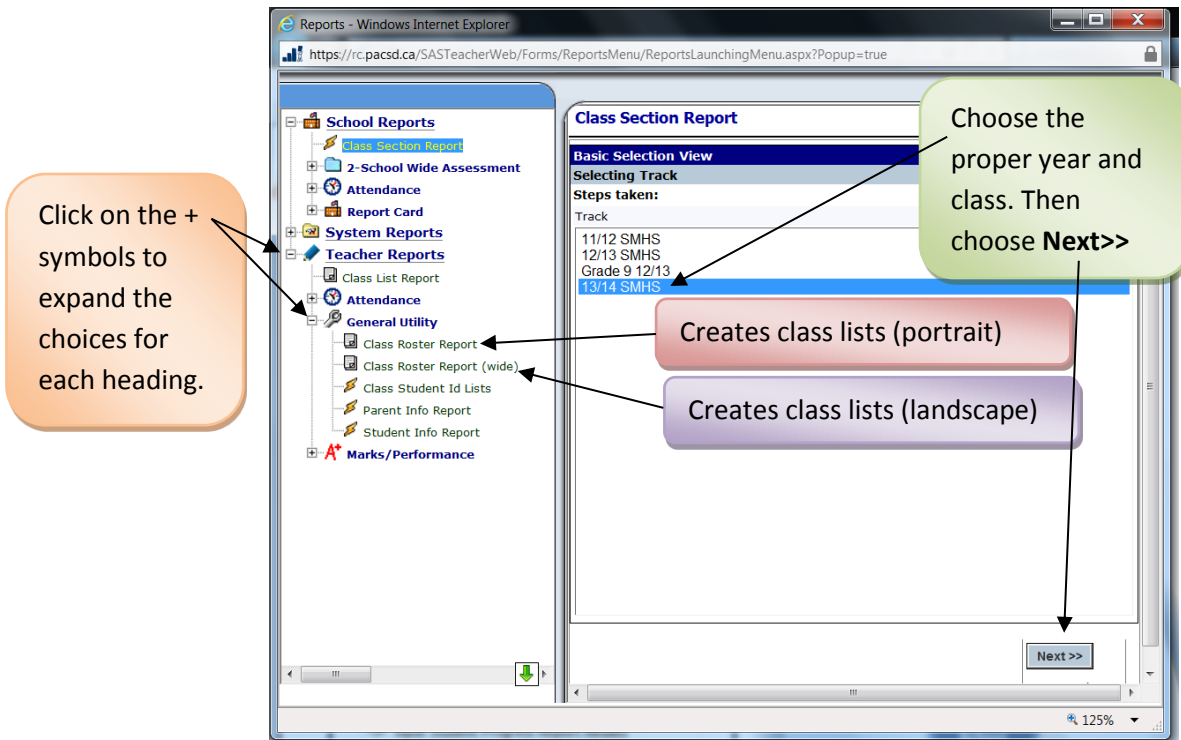 Reports - Windows Internet Explorer
https://rc.pacsd.ca/SASTeacherWeb/Forms/ReportsMenu/ReportsLaunchingMenu.aspx?Popup=true
School Reports
Class Section Report
2-School Wide Assessment
Attendance
Report Card
System Reports
Teacher Reports
Class List Report
Attendance
General Utility
Class Roster Report
Class Roster Report (wide)
Class Student Id Lists
Parent Info Report
Student Info Report
A+ Marks/Performance
Click on the +
symbols to
expand the
choices for
each heading.
Class Section Report
Basic Selection View
Selecting Track
Steps taken:
Track
11/12 SMHS
12/13 SMHS
Grade 9 12/13
13/14 SMHS
Choose the
proper year and
class. Then
choose Next>>
Creates class lists (portrait)
Creates class lists (landscape)
Next >>
125%